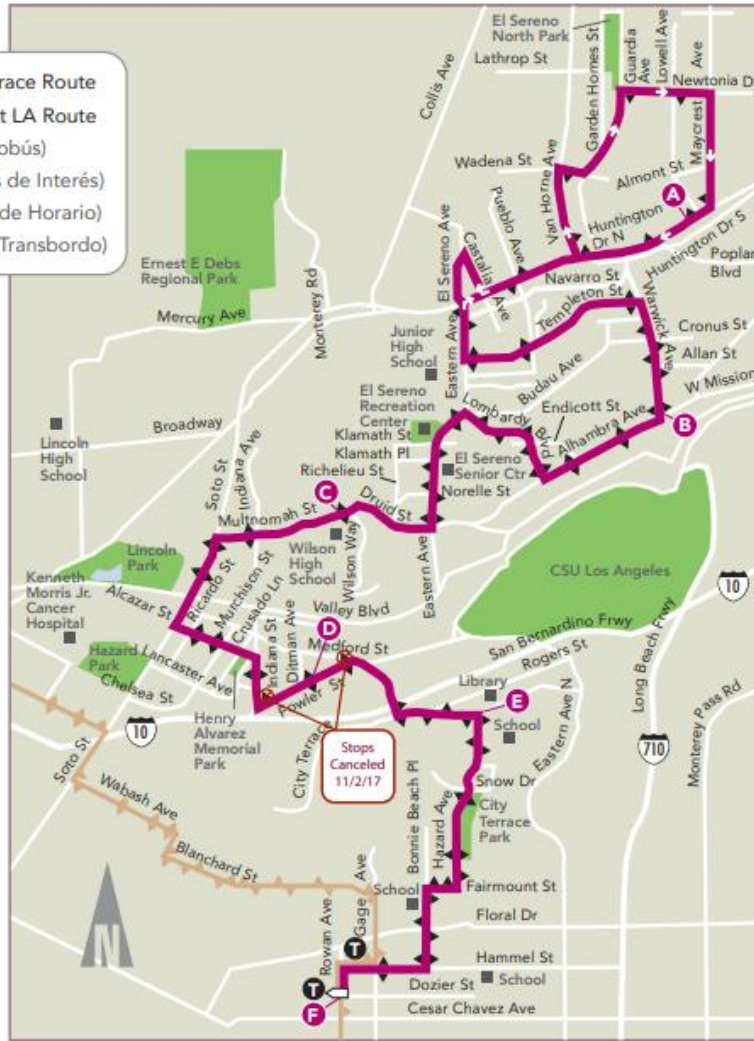 race Route
t LA Route
obús)
s de Interés)
de Horario)
Transbordo)
El Sereno
North Park
Lathrop St
Collis Ave
Garden Homes St
Guardia
Ave
Lowell Ave
Ave
Newtonia D
Maycrest
Wadena St
Van Horne Ave
Almont St
A
Huntington
Dr N
Huntington Dr S
Poplar
Blvd
Pueblo Ave
Castalia
Ave
El Sereno Ave
Navarro St
Templeton St
Warwick
Ave
Cronus St
Allan St
W Mission
Ernest E Debs
Regional Park
Monterey Rd
Mercury Ave
Junior
High
School
Eastern Ave
Budau Ave
El Sereno
Recreation
Center
Lombardy
Blvd
Endicott St
Alhambra Ave
B
Broadway
Klamath St
Klamath Pl
Richelieu St
El Sereno
Senior Ctr
Norelle St
Lincoln
High
School
Soto St
Indiana Ave
C
Multnomah St
Druid St
Wilson
High
School
Wilson Way
Eastern Ave
CSU Los Angeles
Lincoln
Park
Kenneth
Morris Jr.
Cancer
Hospital
Alcazar St
Ricardo St
Murchison St
Crusado Ln
Valley Blvd
10
Hazard
Park
Lancaster Ave
Chelsea St
Indiana St
Ditman Ave
D
Medford St
Fowler St
San Bernardino Frwy
Rogers St
Long Beach Frwy
Library
E
School
Eastern Ave N
Monterey Pass Rd
10
Henry
Alvarez
Memorial
Park
City Terrace
Stops
Canceled
11/2/17
710
Soto St
Wabash Ave
Blanchard St
Snow Dr
City
Terrace
Park
Bonnie Beach Pl
Hazard Ave
School
Fairmount St
Floral Dr
Rowan Ave
Gage
Ave
N
T
Hammel St
School
T
Dozier St
F
Cesar Chavez Ave